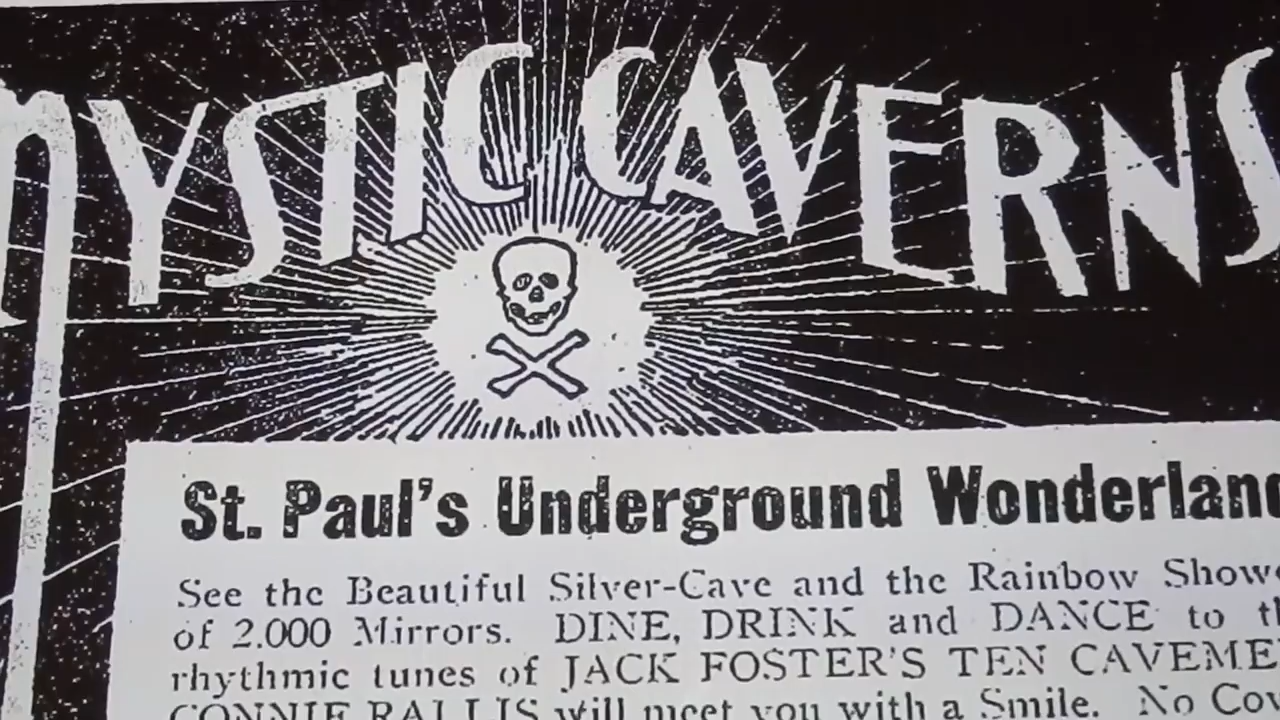 MYSTIC CAVERNS
St. Paul's Underground Wonderland
See the Beautiful Silver-Cave and the Rainbow Showe
of 2.000 Mirrors. DINE, DRINK and DANCE to th
rhythmic tunes of JACK FOSTER'S TEN CAVEME
CONNIE RALLIS will meet you with a Smile. No Cov